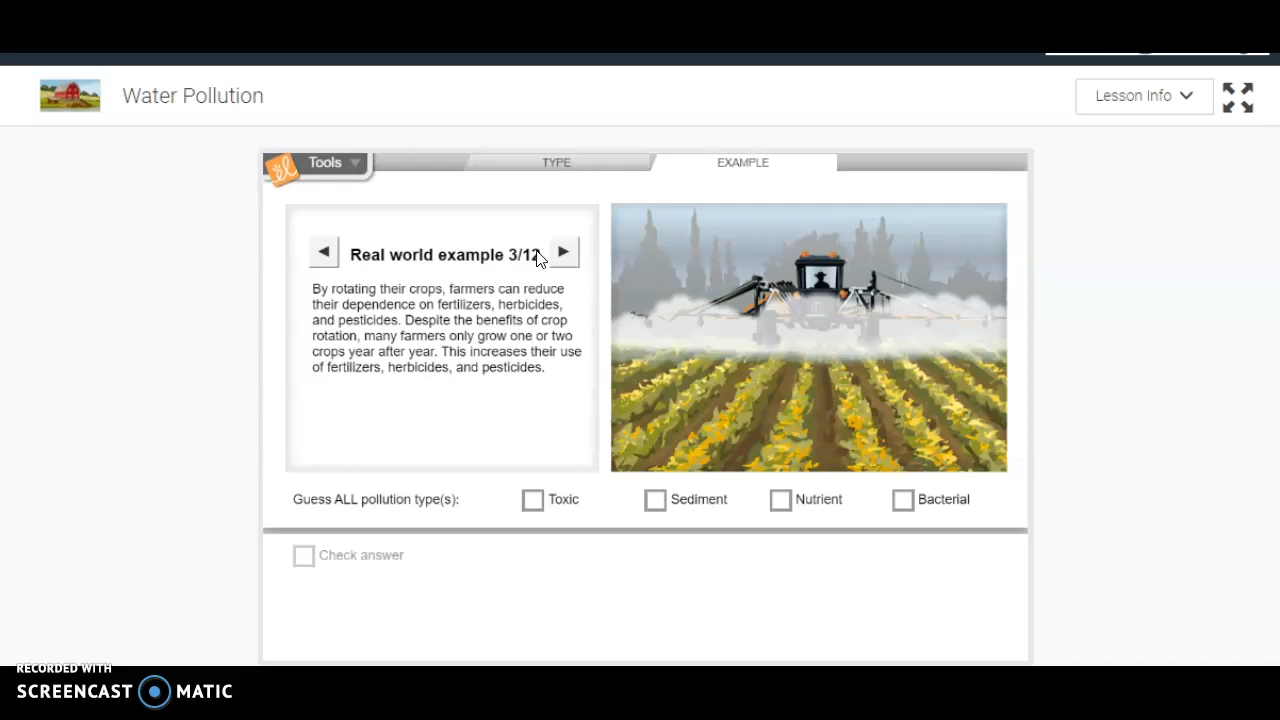 Water Pollution
Lesson Info
Tools
TYPE
EXAMPLE
Real world example 3/12
By rotating their crops, farmers can reduce
their dependence on fertilizers, herbicides,
and pesticides. Despite the benefits of crop
rotation, many farmers only grow one or two
crops year after year. This increases their use
of fertilizers, herbicides, and pesticides.
Guess ALL pollution type(s):
Toxic
Sediment
Nutrient
Bacterial
Check answer
RECORDED WITH
SCREENCAST MATIC